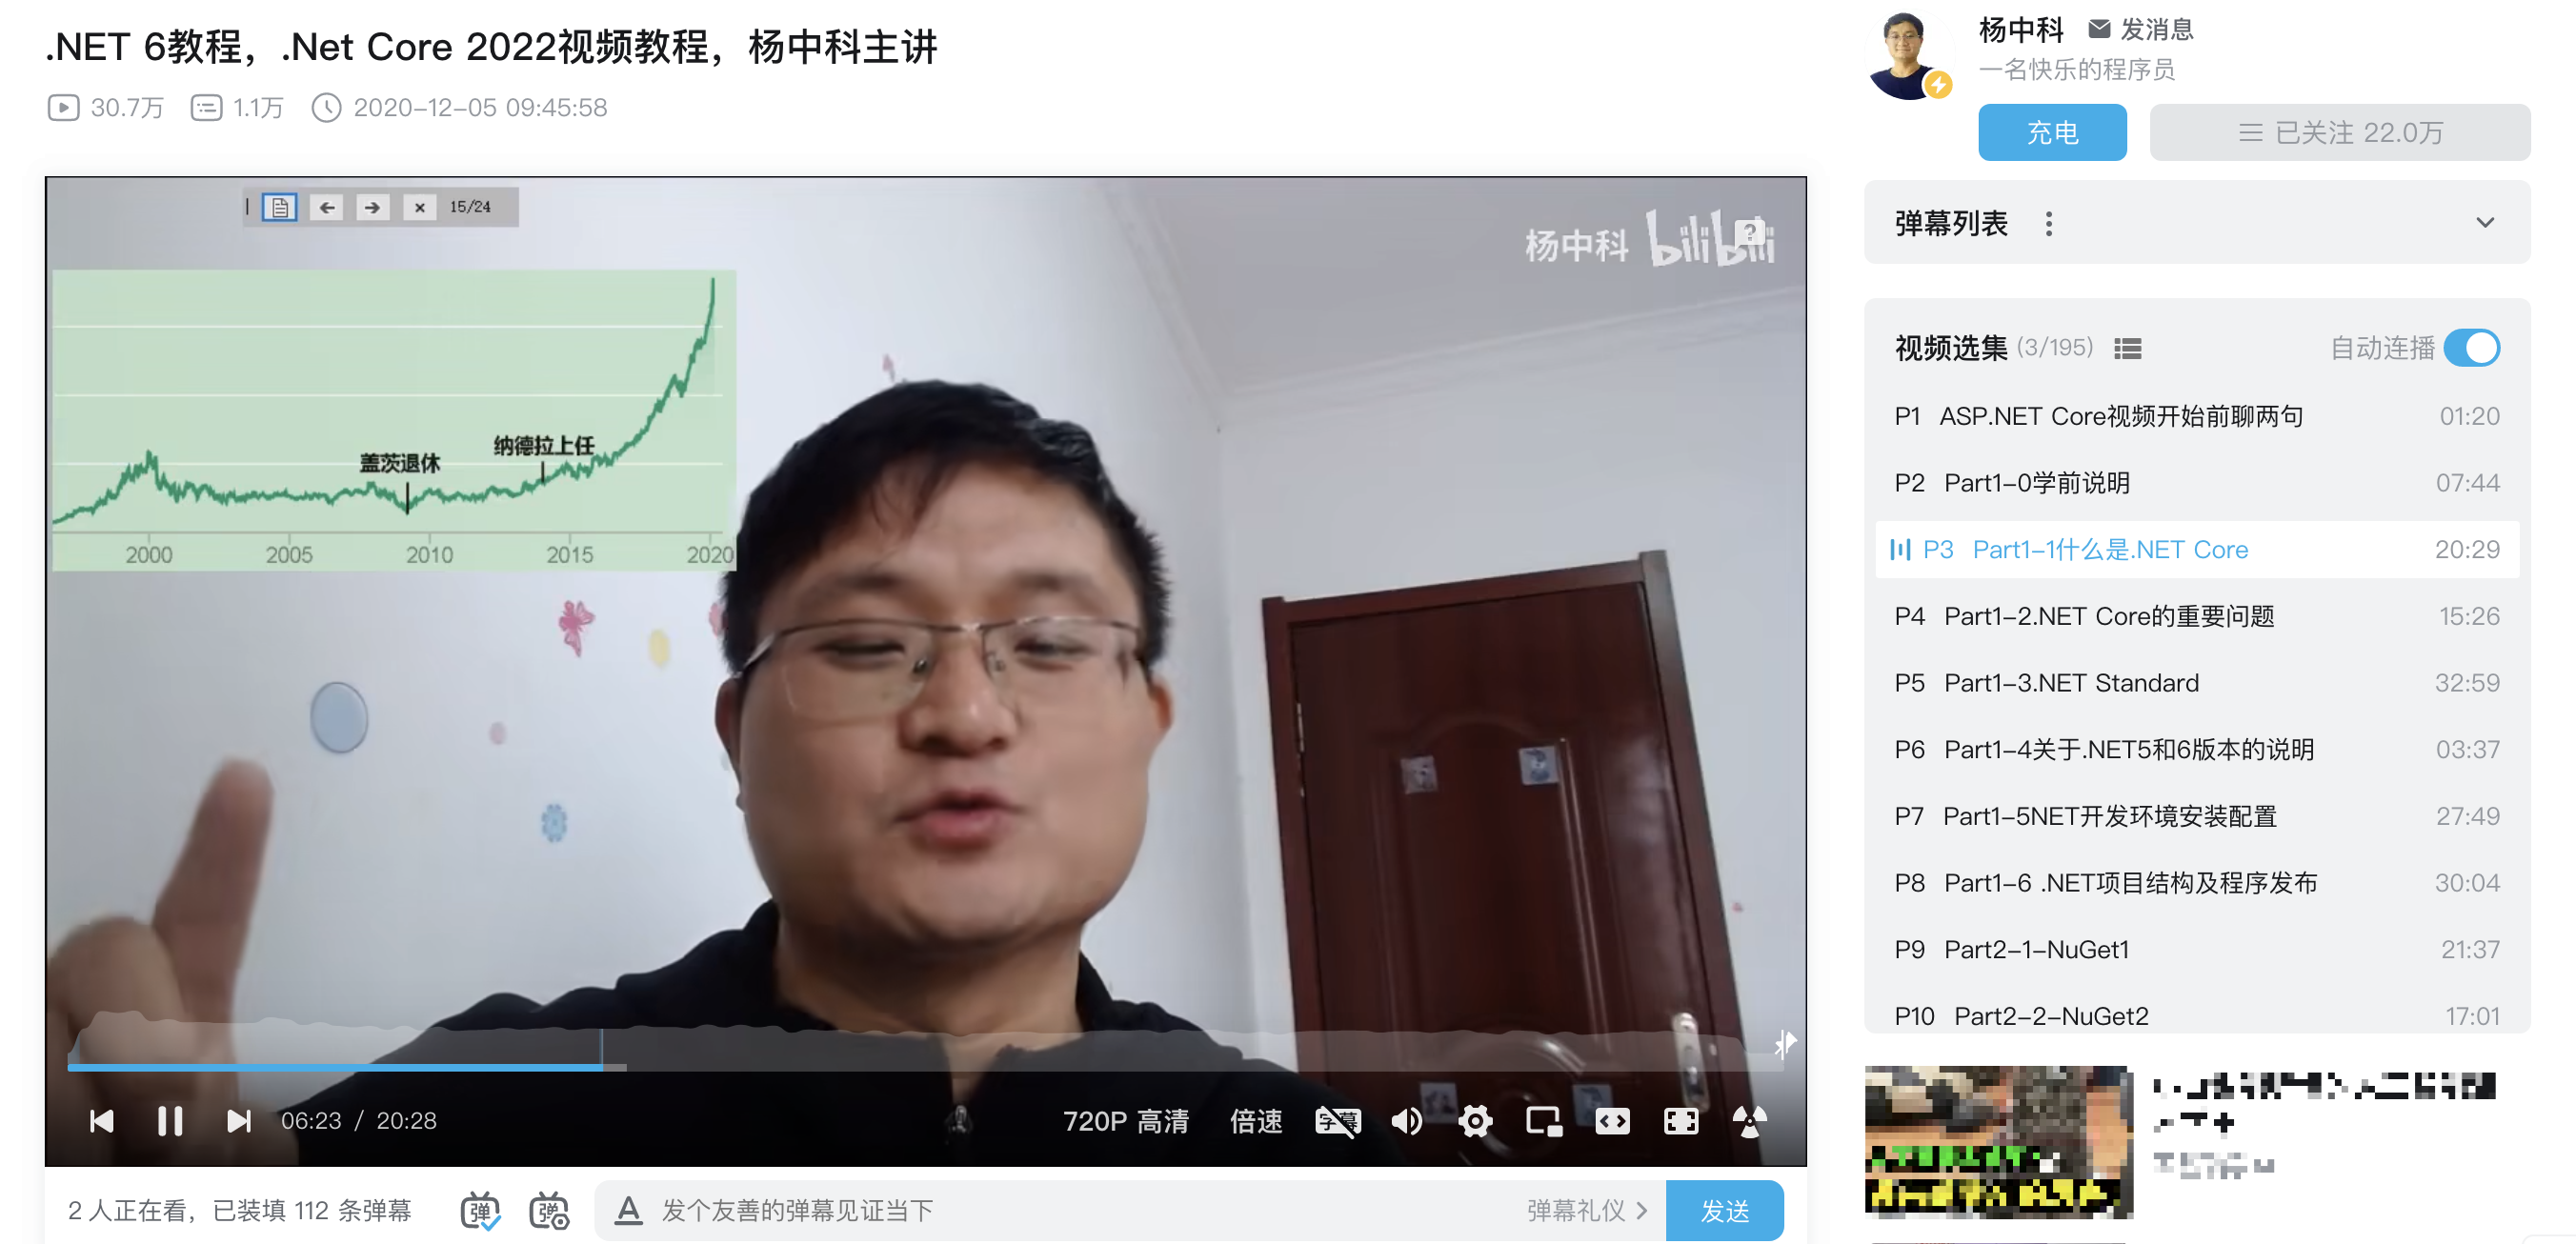 .NET 6教程，.Net Core 2022视频教程，杨中科主讲
30.7万 1.1万 2020-12-05 09:45:58
15/24
杨中科 bilibili
盖茨退休
纳德拉上任
2000 2005 2010 2015 2020
06:23 / 20:28
720P 高清 倍速 字幕
2 人正在看，已装填 112 条弹幕
弹 弹
A 发个友善的弹幕见证当下
弹幕礼仪 >
发送
杨中科 发消息
一名快乐的程序员
充电
已关注 22.0万
弹幕列表
视频选集 (3/195) 自动连播
P1 ASP.NET Core视频开始前聊两句 01:20
P2 Part1-0学前说明 07:44
P3 Part1-1什么是.NET Core 20:29
P4 Part1-2.NET Core的重要问题 15:26
P5 Part1-3.NET Standard 32:59
P6 Part1-4关于.NET5和6版本的说明 03:37
P7 Part1-5NET开发环境安装配置 27:49
P8 Part1-6 .NET项目结构及程序发布 30:04
P9 Part2-1-NuGet1 21:37
P10 Part2-2-NuGet2 17:01